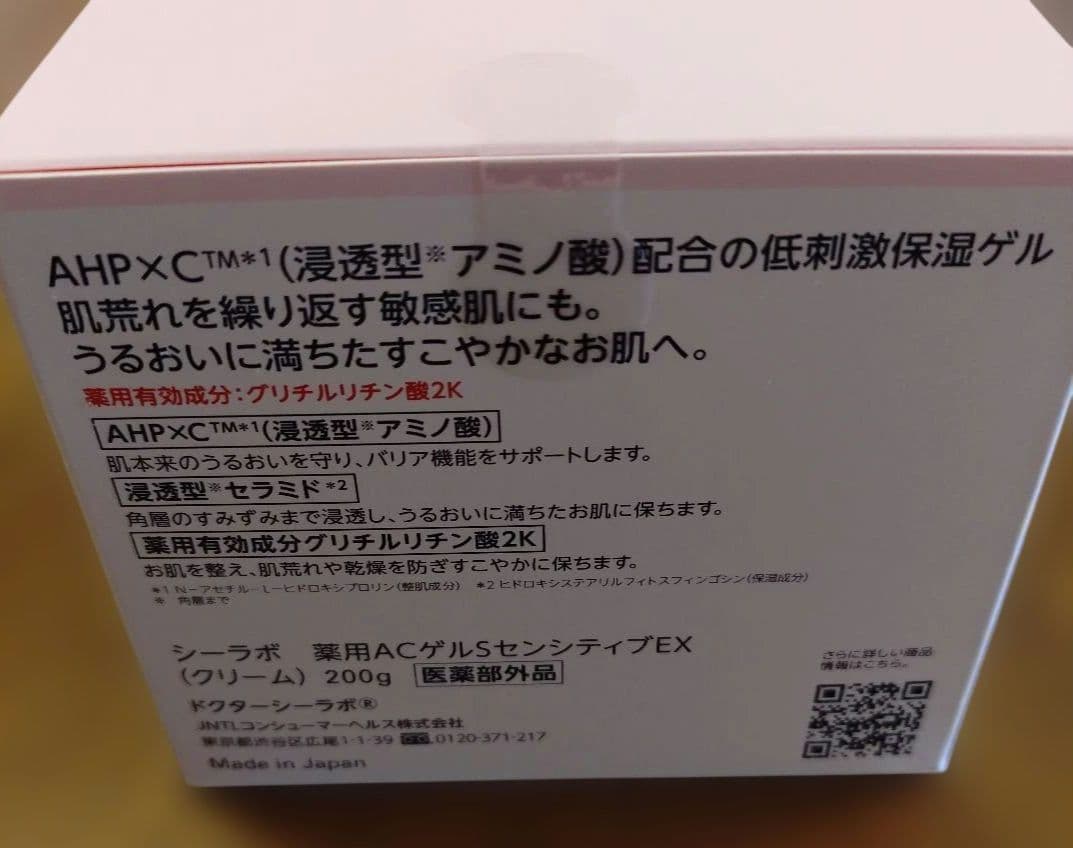 AHP×C™*1(浸透型※アミノ酸)配合の低刺激保湿ゲル
肌荒れを繰り返す敏感肌にも。
うるおいに満ちたすこやかなお肌へ。
薬用有効成分:グリチルリチン酸2K
AHP×C™*1(浸透型※アミノ酸)
肌本来のうるおいを守り、バリア機能をサポートします。
浸透型※セラミド*2
角層のすみずみまで浸透し、うるおいに満ちたお肌に保ちます。
薬用有効成分グリチルリチン酸2K
お肌を整え、肌荒れや乾燥を防ぎすこやかに保ちます。
*1 N-アセチル-L-ヒドロキシプロリン(整肌成分) *2 ヒドロキシステアリルフィトスフィンゴシン(保湿成分)
※ 角層まで
シーラボ 薬用ACゲルSセンシティブEX
(クリーム) 200g 医薬部外品
ドクターシーラボ®
JNTLコンシューマーヘルス株式会社
東京都渋谷区広尾1-1-39 0120-371-217
Made in Japan
さらに詳しい商品
情報はこちら。